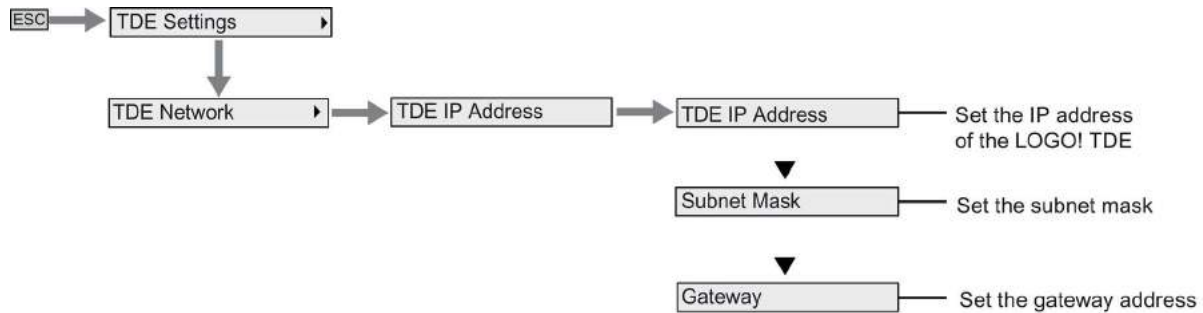 ESC
TDE Settings
TDE Network
TDE IP Address
TDE IP Address
Set the IP address
of the LOGO! TDE
Subnet Mask
Set the subnet mask
Gateway
Set the gateway address